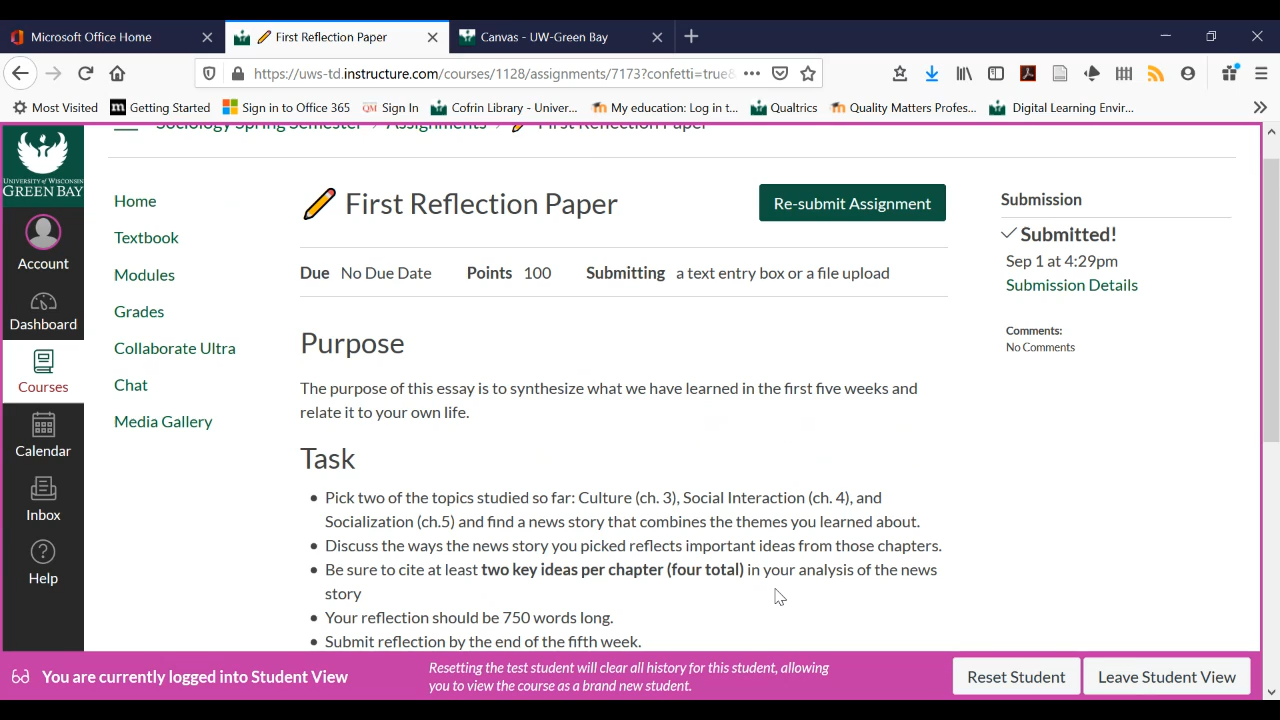 Microsoft Office Home
First Reflection Paper
Canvas - UW-Green Bay
https://uws-td.instructure.com/courses/1128/assignments/7173?confetti=true&
Most Visited
Getting Started
Sign in to Office 365
QM Sign In
Cofrin Library - Univer...
My education: Log in t...
Qualtrics
Quality Matters Profes...
Digital Learning Envir...
Sociology Spring Semester > Assignments > First Reflection Paper
UNIVERSITY of WISCONSIN
GREEN BAY
Account
Dashboard
Courses
Calendar
Inbox
Help
Home
Textbook
Modules
Grades
Collaborate Ultra
Chat
Media Gallery
First Reflection Paper
Re-submit Assignment
Due No Due Date Points 100 Submitting a text entry box or a file upload
Purpose
The purpose of this essay is to synthesize what we have learned in the first five weeks and
relate it to your own life.
Task
• Pick two of the topics studied so far: Culture (ch. 3), Social Interaction (ch. 4), and
Socialization (ch.5) and find a news story that combines the themes you learned about.
• Discuss the ways the news story you picked reflects important ideas from those chapters.
• Be sure to cite at least two key ideas per chapter (four total) in your analysis of the news
story
• Your reflection should be 750 words long.
• Submit reflection by the end of the fifth week.
Submission
Submitted!
Sep 1 at 4:29pm
Submission Details
Comments:
No Comments
You are currently logged into Student View
Resetting the test student will clear all history for this student, allowing
you to view the course as a brand new student.
Reset Student
Leave Student View